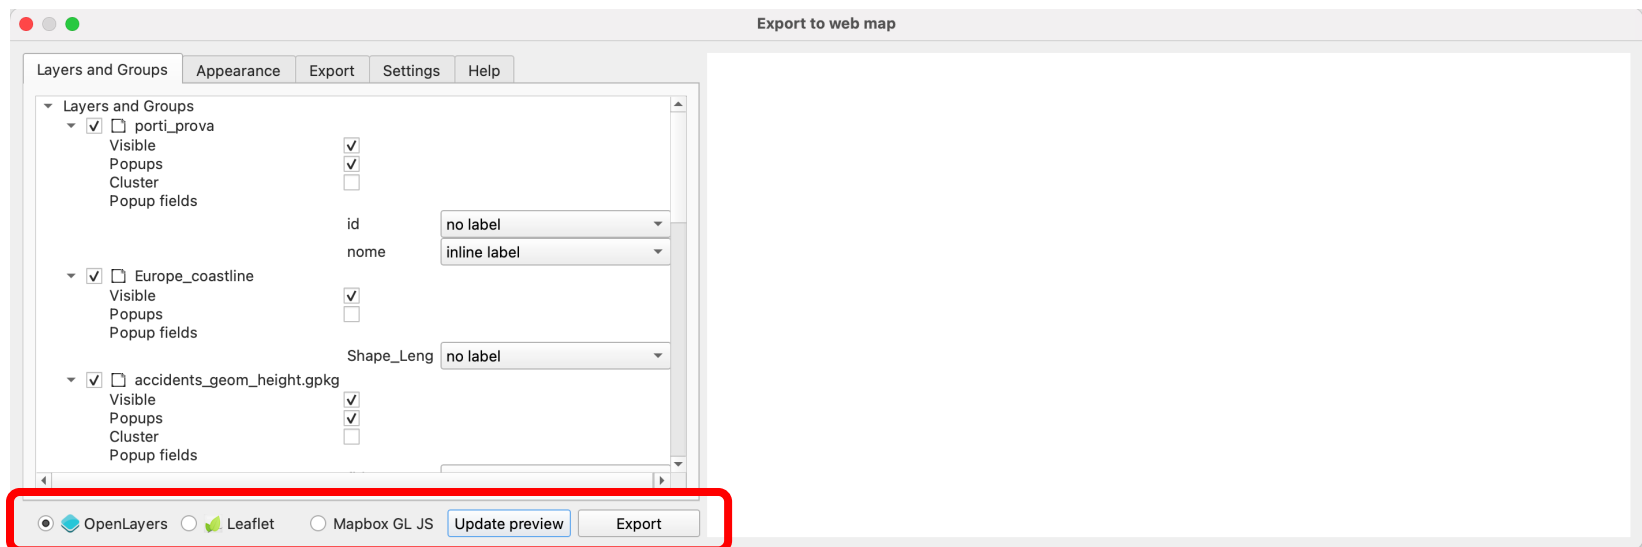 Export to web map
Layers and Groups Appearance Export Settings Help
Layers and Groups
porti_prova
Visible
Popups
Cluster
Popup fields
id no label
nome inline label
Europe_coastline
Visible
Popups
Popup fields
Shape_Leng no label
accidents_geom_height.gpkg
Visible
Popups
Cluster
Popup fields
OpenLayers Leaflet Mapbox GL JS Update preview Export